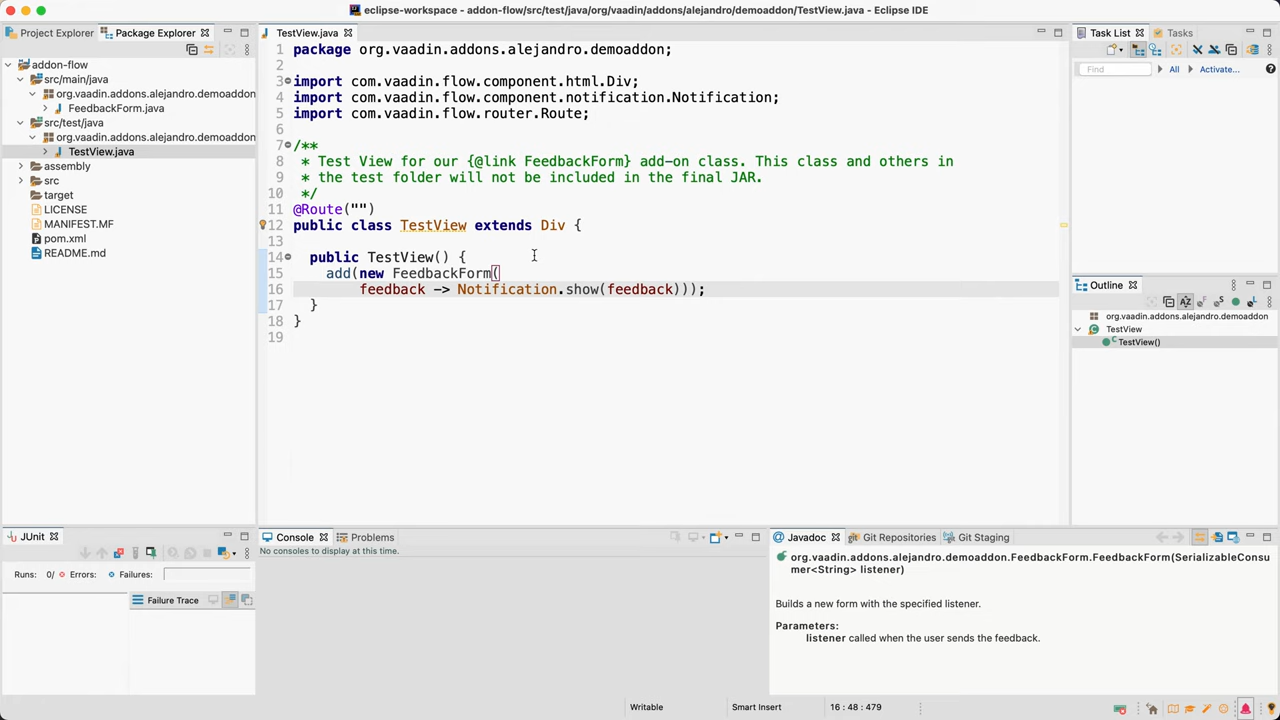 eclipse-workspace - addon-flow/src/test/java/org/vaadin/addons/alejandro/demoaddon/TestView.java - Eclipse IDE
Project Explorer
Package Explorer
addon-flow
src/main/java
org.vaadin.addons.alejandro.demoaddon
FeedbackForm.java
src/test/java
org.vaadin.addons.alejandro.demoaddon
TestView.java
assembly
src
target
LICENSE
MANIFEST.MF
pom.xml
README.md
TestView.java
1 package org.vaadin.addons.alejandro.demoaddon;
2
3 import com.vaadin.flow.component.html.Div;
4 import com.vaadin.flow.component.notification.Notification;
5 import com.vaadin.flow.router.Route;
6
7 /**
8 * Test View for our {@link FeedbackForm} add-on class. This class and others in
9 * the test folder will not be included in the final JAR.
10 */
11 @Route("")
12 public class TestView extends Div {
13
14 public TestView() {
15 add(new FeedbackForm(
16 feedback -> Notification.show(feedback)));
17 }
18 }
19
Task List
Tasks
Find
All
Activate...
Outline
org.vaadin.addons.alejandro.demoaddon
TestView
TestView()
JUnit
Runs: 0/
Errors:
Failures:
Failure Trace
Console
Problems
No consoles to display at this time.
Javadoc
Git Repositories
Git Staging
org.vaadin.addons.alejandro.demoaddon.FeedbackForm.FeedbackForm(SerializableConsu
mer<String> listener)
Builds a new form with the specified listener.
Parameters:
listener called when the user sends the feedback.
Writable
Smart Insert
16 : 48 : 479